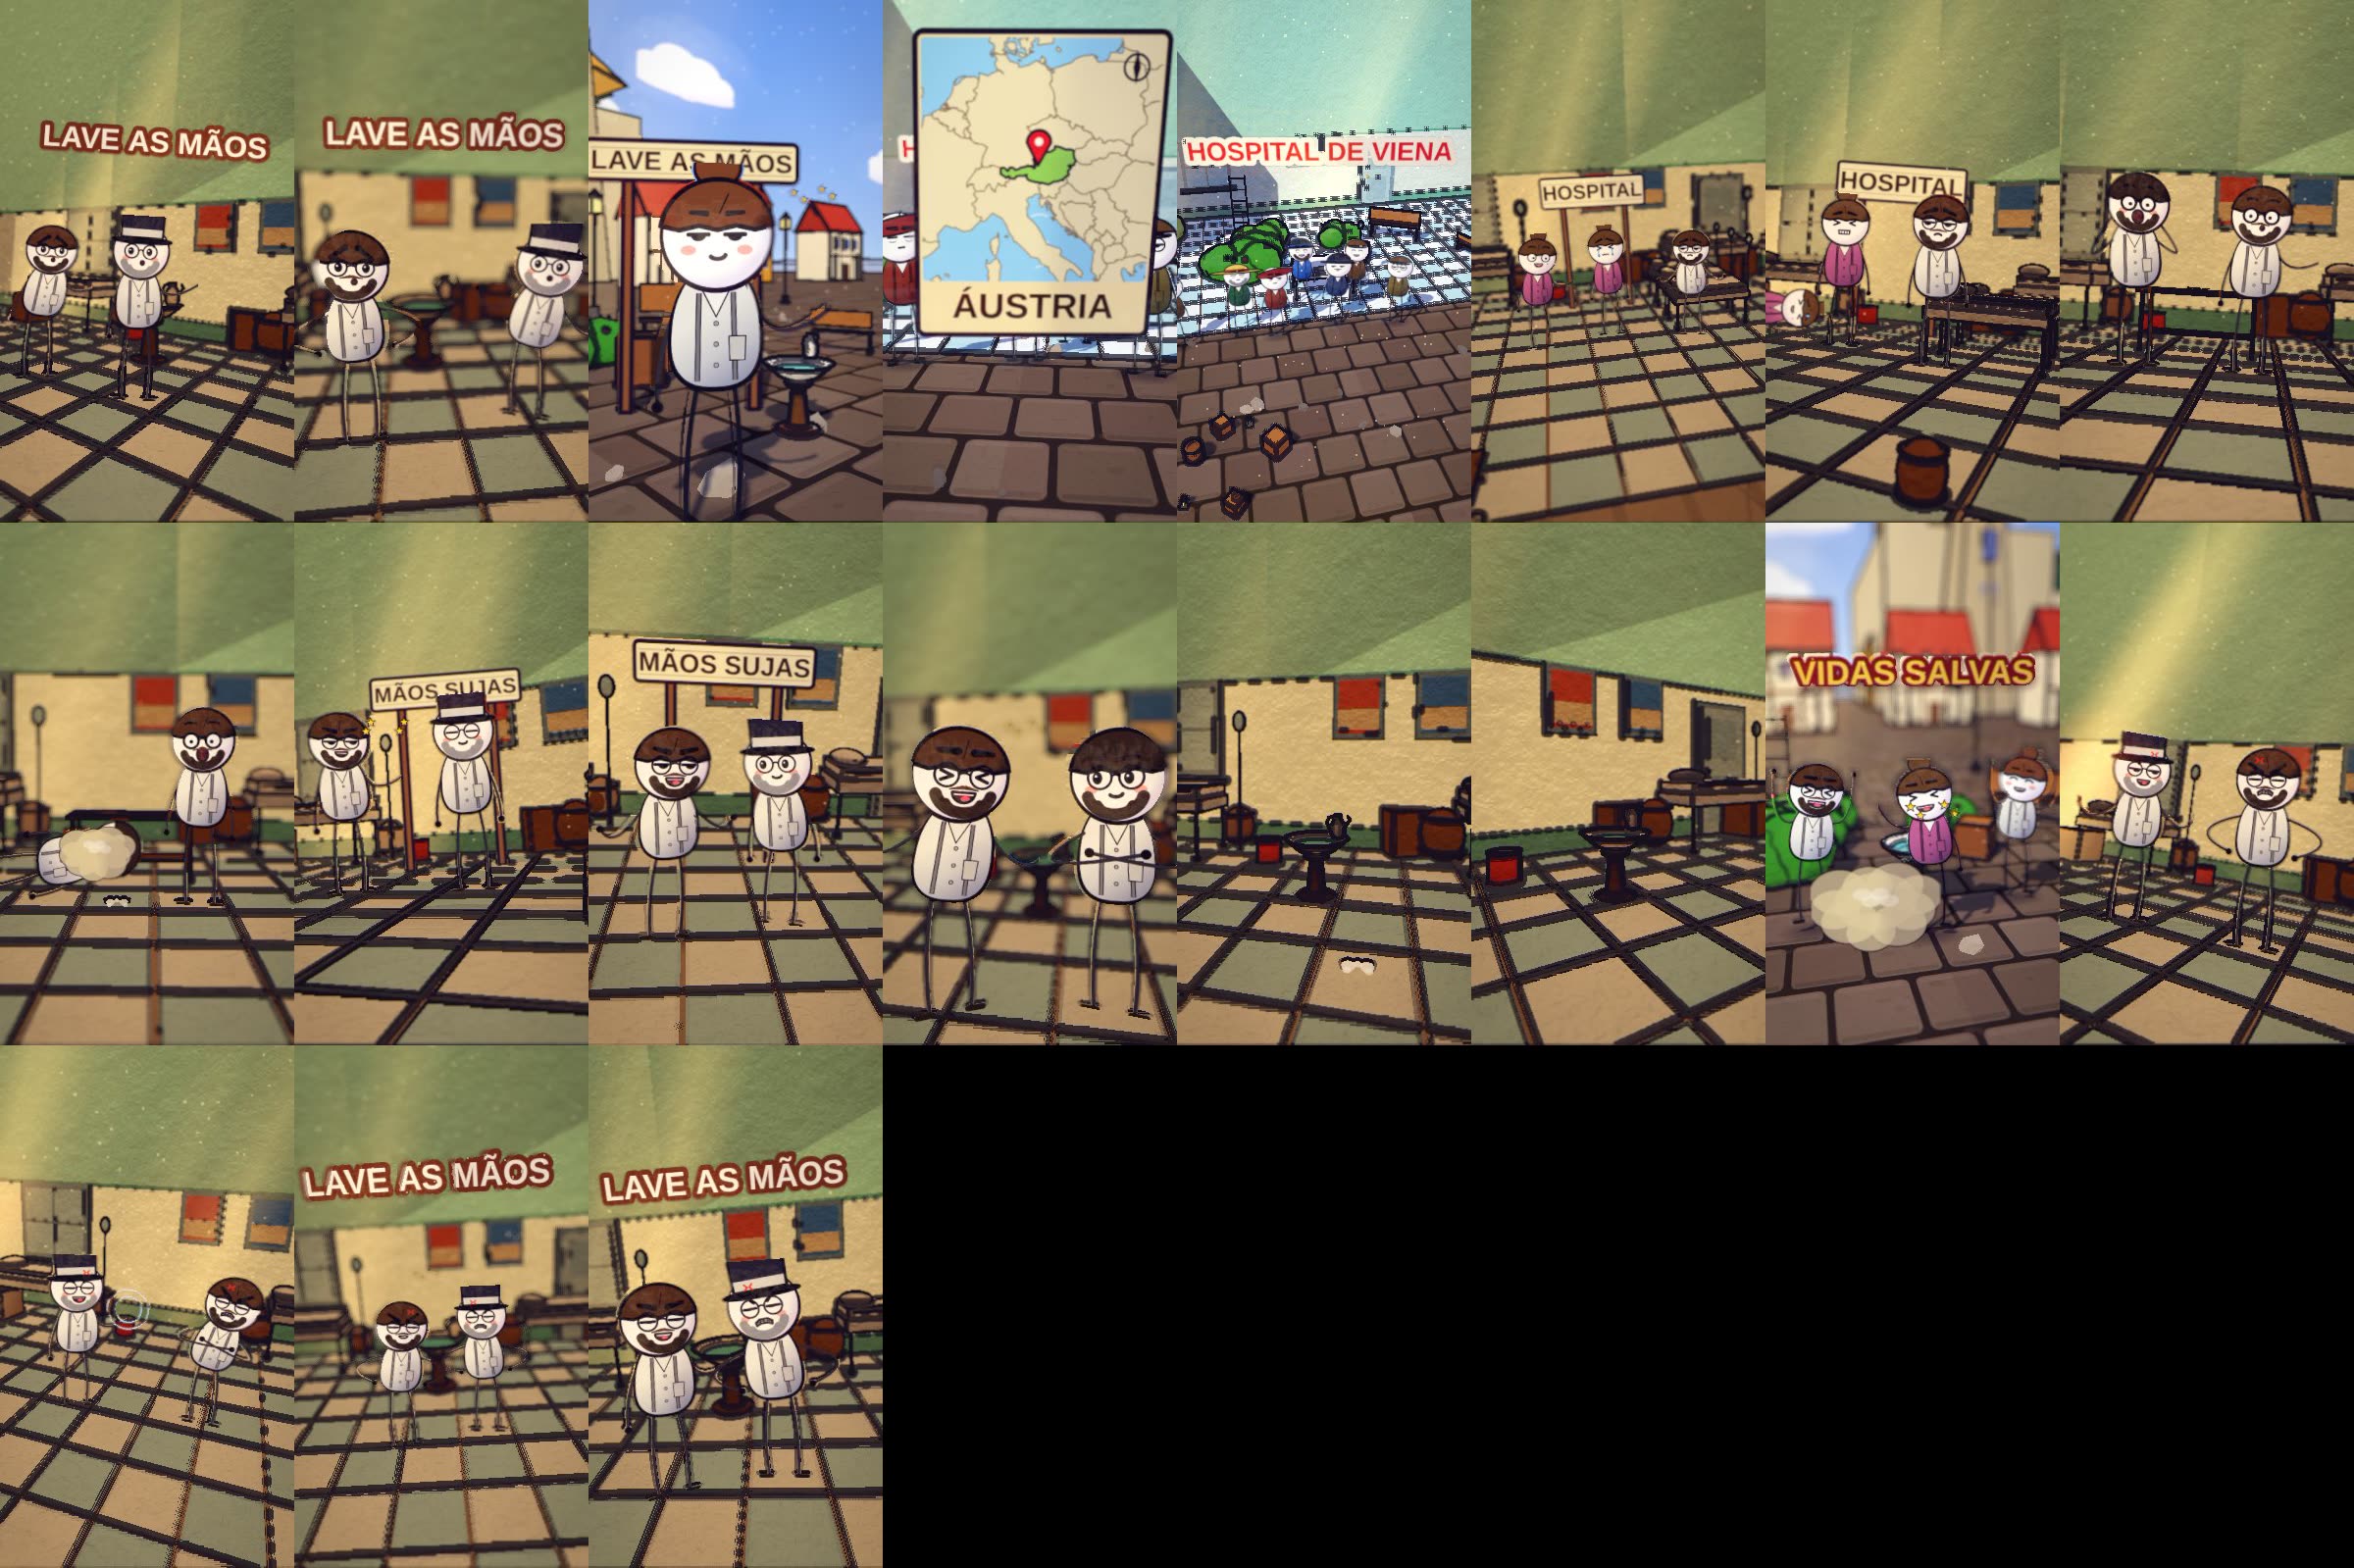 LAVE AS MÃOS
LAVE AS MÃOS
LAVE AS MÃOS
H
ÁUSTRIA
HOSPITAL DE VIENA
HOSPITAL
HOSPITAL
MÃOS SUJAS
MÃOS SUJAS
VIDAS SALVAS
LAVE AS MÃOS
LAVE AS MÃOS